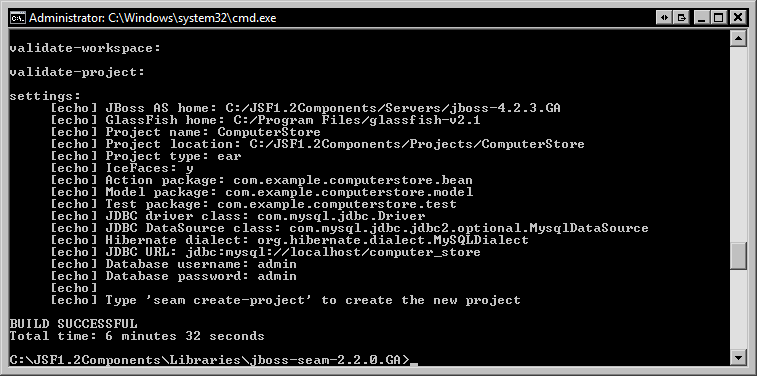 Administrator: C:\Windows\system32\cmd.exe
validate-workspace:
validate-project:
settings:
[echo] JBoss AS home: C:/JSF1.2Components/Servers/jboss-4.2.3.GA
[echo] GlassFish home: C:/Program Files/glassfish-v2.1
[echo] Project name: ComputerStore
[echo] Project location: C:/JSF1.2Components/Projects/ComputerStore
[echo] Project type: ear
[echo] IceFaces: y
[echo] Action package: com.example.computerstore.bean
[echo] Model package: com.example.computerstore.model
[echo] Test package: com.example.computerstore.test
[echo] JDBC driver class: com.mysql.jdbc.Driver
[echo] JDBC DataSource class: com.mysql.jdbc.jdbc2.optional.MysqlDataSource
[echo] Hibernate dialect: org.hibernate.dialect.MySQLDialect
[echo] JDBC URL: jdbc:mysql://localhost/computer_store
[echo] Database username: admin
[echo] Database password: admin
[echo]
[echo] Type 'seam create-project' to create the new project
BUILD SUCCESSFUL
Total time: 6 minutes 32 seconds
C:\JSF1.2Components\Libraries\jboss-seam-2.2.0.GA>_